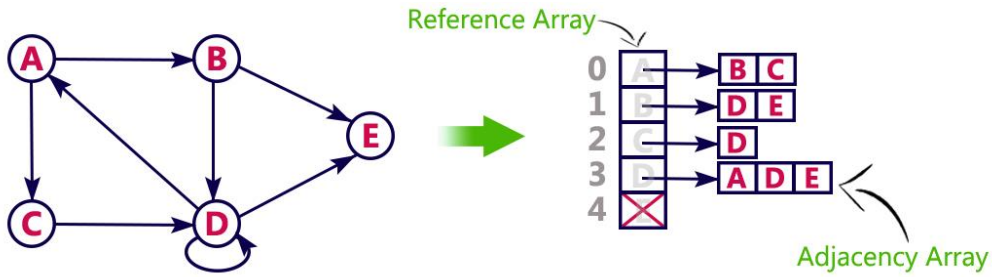 Reference Array
A
B
E
C
D
0 A B C
1 B D E
2 C D
3 D A D E
4 E
Adjacency Array